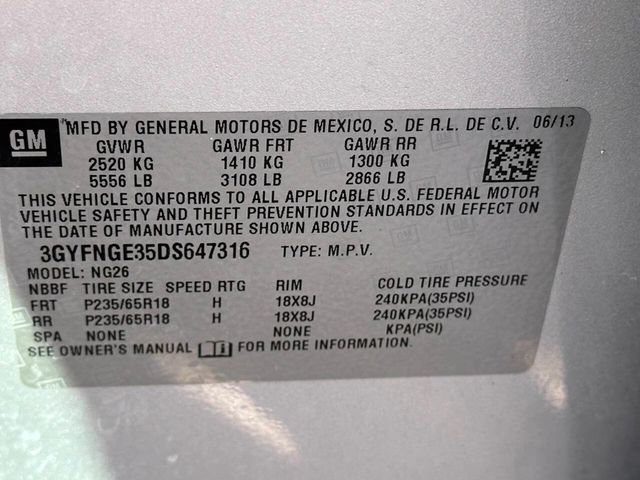 GM MFD BY GENERAL MOTORS DE MEXICO, S. DE R.L. DE C.V. 06/13
GVWR GAWR FRT GAWR RR
2520 KG 1410 KG 1300 KG
5556 LB 3108 LB 2866 LB
THIS VEHICLE CONFORMS TO ALL APPLICABLE U.S. FEDERAL MOTOR
VEHICLE SAFETY AND THEFT PREVENTION STANDARDS IN EFFECT ON
THE DATE OF MANUFACTURE SHOWN ABOVE.
3GYFNGE35DS647316 TYPE: M.P.V.
MODEL: NG26
NBBF TIRE SIZE SPEED RTG RIM COLD TIRE PRESSURE
FRT P235/65R18 H 18X8J 240KPA(35PSI)
RR P235/65R18 H 18X8J 240KPA(35PSI)
SPA NONE NONE KPA(PSI)
SEE OWNER'S MANUAL FOR MORE INFORMATION.